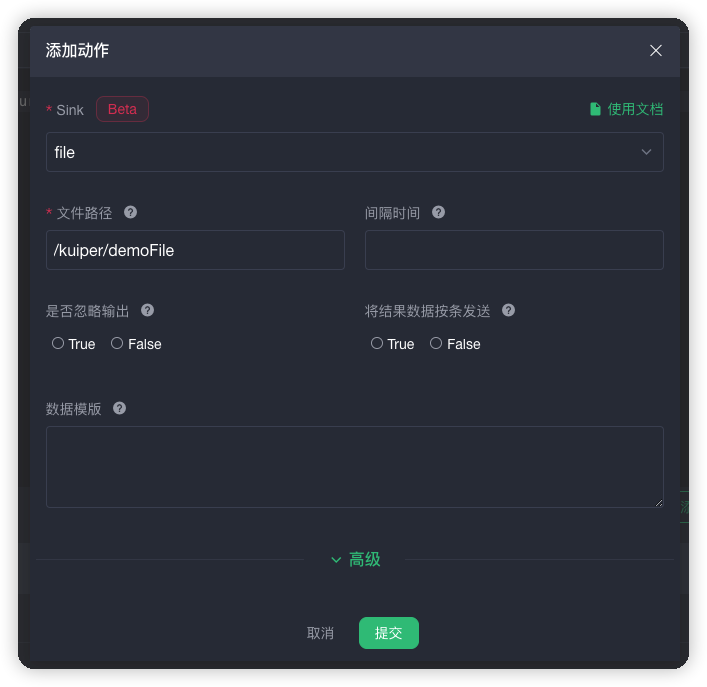 添加动作
* Sink Beta 使用文档
file
* 文件路径 间隔时间
/kuiper/demoFile
是否忽略输出 将结果数据按条发送
True False True False
数据模版
高级
取消 提交